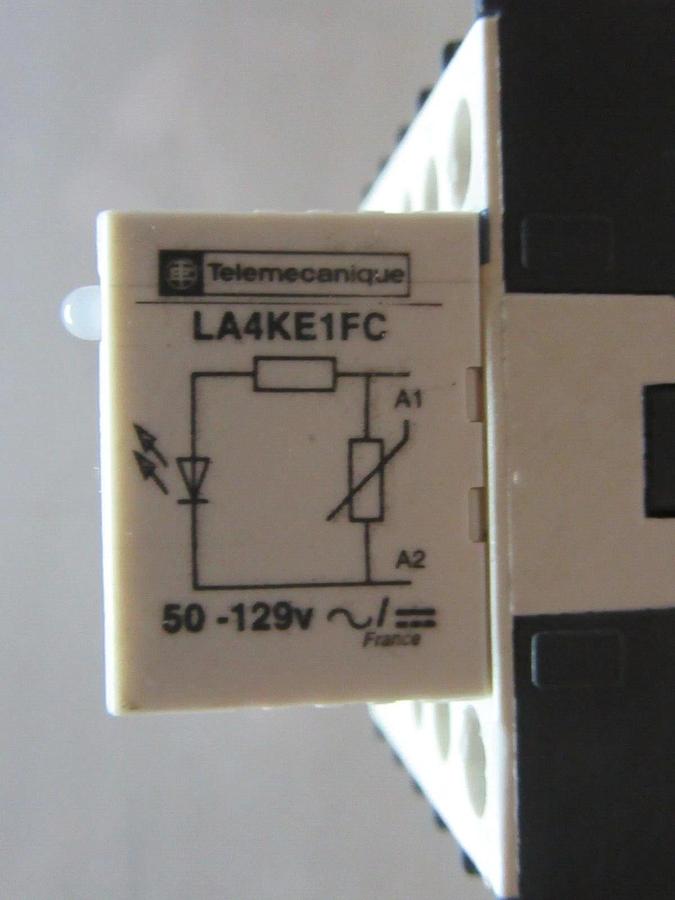 Telemecanique
LA4KE1FC
A1
A2
50 -129v ~/⎓
France